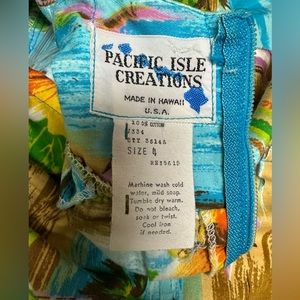 PACIFIC ISLE
CREATIONS
MADE IN HAWAII
U.S.A.
100% COTTON
SIZE 4
Machine wash cold
water, mild soap.
Tumble dry warm.
Do not bleach,
soak or twist.
Cool iron
if needed.